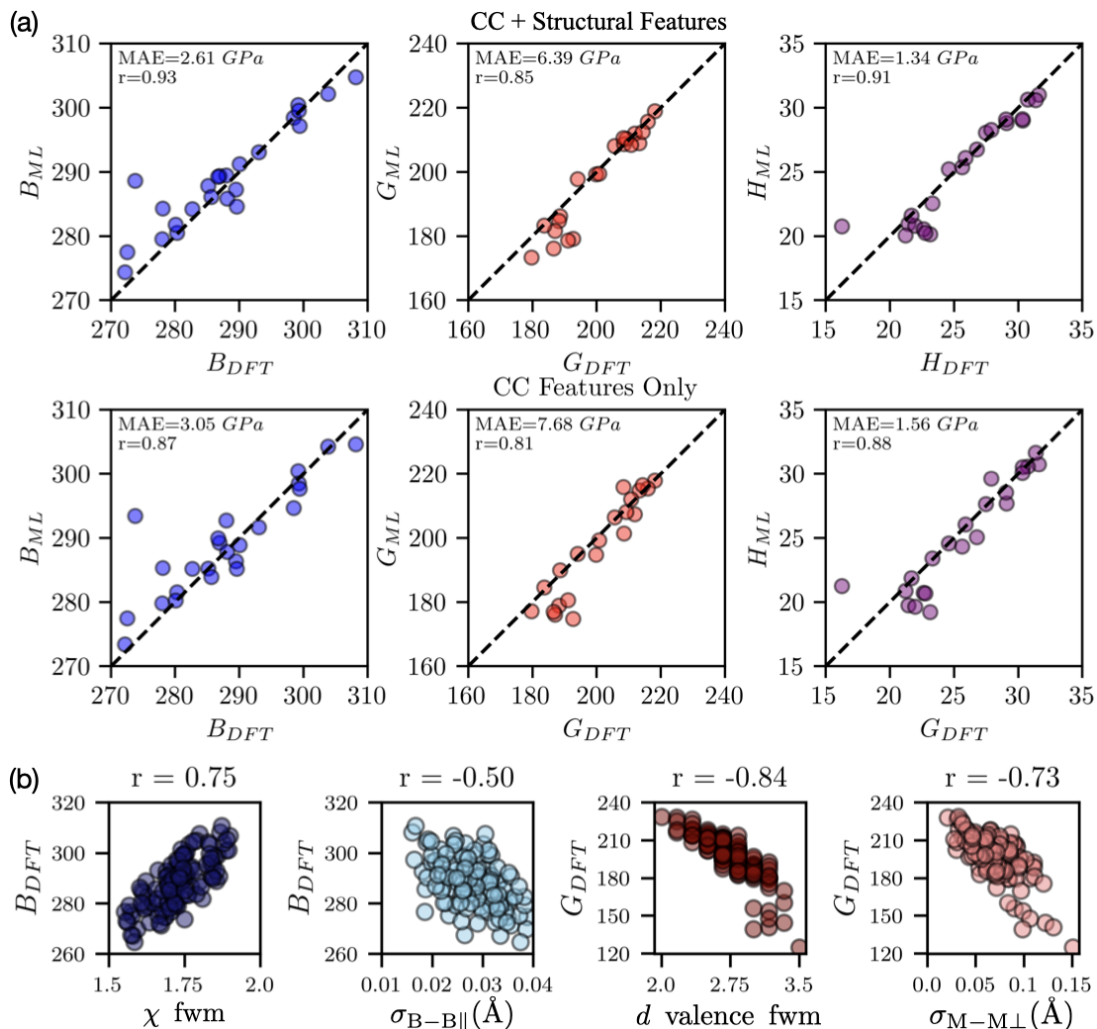 (a)
CC + Structural Features
MAE=2.61 GPa
r=0.93
310
300
290
280
270
B_ML
270 280 290 300 310
B_DFT
MAE=6.39 GPa
r=0.85
240
220
200
180
160
G_ML
160 180 200 220 240
G_DFT
MAE=1.34 GPa
r=0.91
35
30
25
20
15
H_ML
15 20 25 30 35
H_DFT
CC Features Only
MAE=3.05 GPa
r=0.87
310
300
290
280
270
B_ML
270 280 290 300 310
B_DFT
MAE=7.68 GPa
r=0.81
240
220
200
180
160
G_ML
160 180 200 220 240
G_DFT
MAE=1.56 GPa
r=0.88
35
30
25
20
15
H_ML
15 20 25 30 35
G_DFT
(b)
r = 0.75
320
300
280
260
B_DFT
1.5 1.75 2.0
χ fwm
r = -0.50
320
300
280
260
B_DFT
0.01 0.02 0.03 0.04
σ_B−B∥(Å)
r = -0.84
240
210
180
150
120
G_DFT
2.0 2.75 3.5
d valence fwm
r = -0.73
240
210
180
150
120
G_DFT
0.0 0.05 0.1 0.15
σ_M−M⊥(Å)